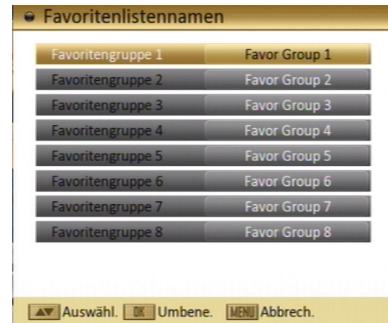 Favoritenlistennamen
Favoritengruppe 1 Favor Group 1
Favoritengruppe 2 Favor Group 2
Favoritengruppe 3 Favor Group 3
Favoritengruppe 4 Favor Group 4
Favoritengruppe 5 Favor Group 5
Favoritengruppe 6 Favor Group 6
Favoritengruppe 7 Favor Group 7
Favoritengruppe 8 Favor Group 8
Auswähl. OK Umbene. MENU Abbrech.